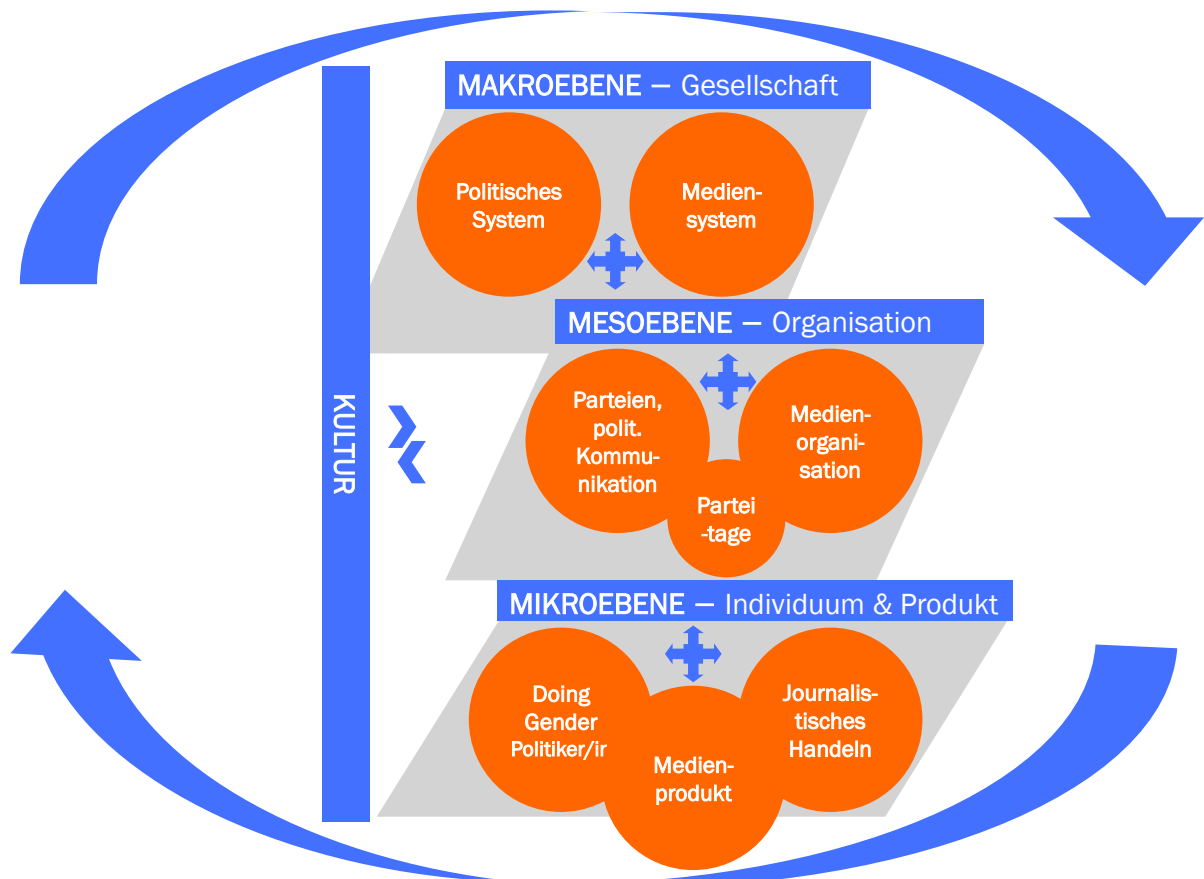 MAKROEBENE – Gesellschaft
Politisches
System
Medien-
system
MESOEBENE – Organisation
Parteien,
polit.
Kommu-
nikation
Medien-
organi-
sation
Partei
-tage
KULTUR
MIKROEBENE – Individuum & Produkt
Doing
Gender
Politiker/ir
Medien-
produkt
Journalis-
tisches
Handeln